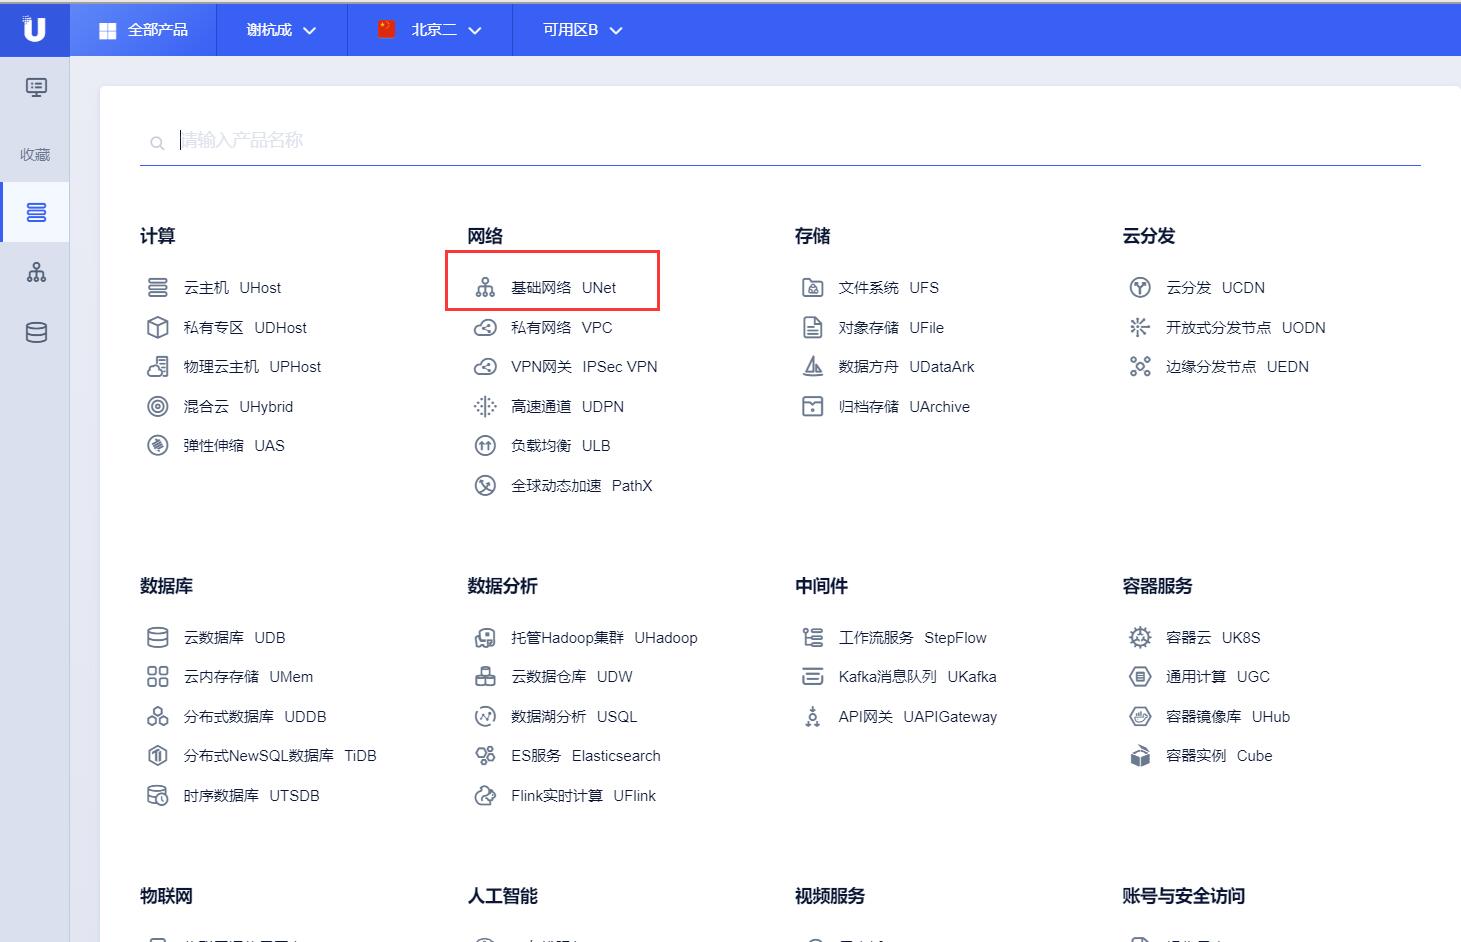 U
全部产品
谢杭成
北京二
可用区B
收藏
请输入产品名称
计算
云主机 UHost
私有专区 UDHost
物理云主机 UPHost
混合云 UHybrid
弹性伸缩 UAS
网络
基础网络 UNet
私有网络 VPC
VPN网关 IPSec VPN
高速通道 UDPN
负载均衡 ULB
全球动态加速 PathX
存储
文件系统 UFS
对象存储 UFile
数据方舟 UDataArk
归档存储 UArchive
云分发
云分发 UCDN
开放式分发节点 UODN
边缘分发节点 UEDN
数据库
云数据库 UDB
云内存存储 UMem
分布式数据库 UDDB
分布式NewSQL数据库 TiDB
时序数据库 UTSDB
数据分析
托管Hadoop集群 UHadoop
云数据仓库 UDW
数据湖分析 USQL
ES服务 Elasticsearch
Flink实时计算 UFlink
中间件
工作流服务 StepFlow
Kafka消息队列 UKafka
API网关 UAPIGateway
容器服务
容器云 UK8S
通用计算 UGC
容器镜像库 UHub
容器实例 Cube
物联网
人工智能
视频服务
账号与安全访问